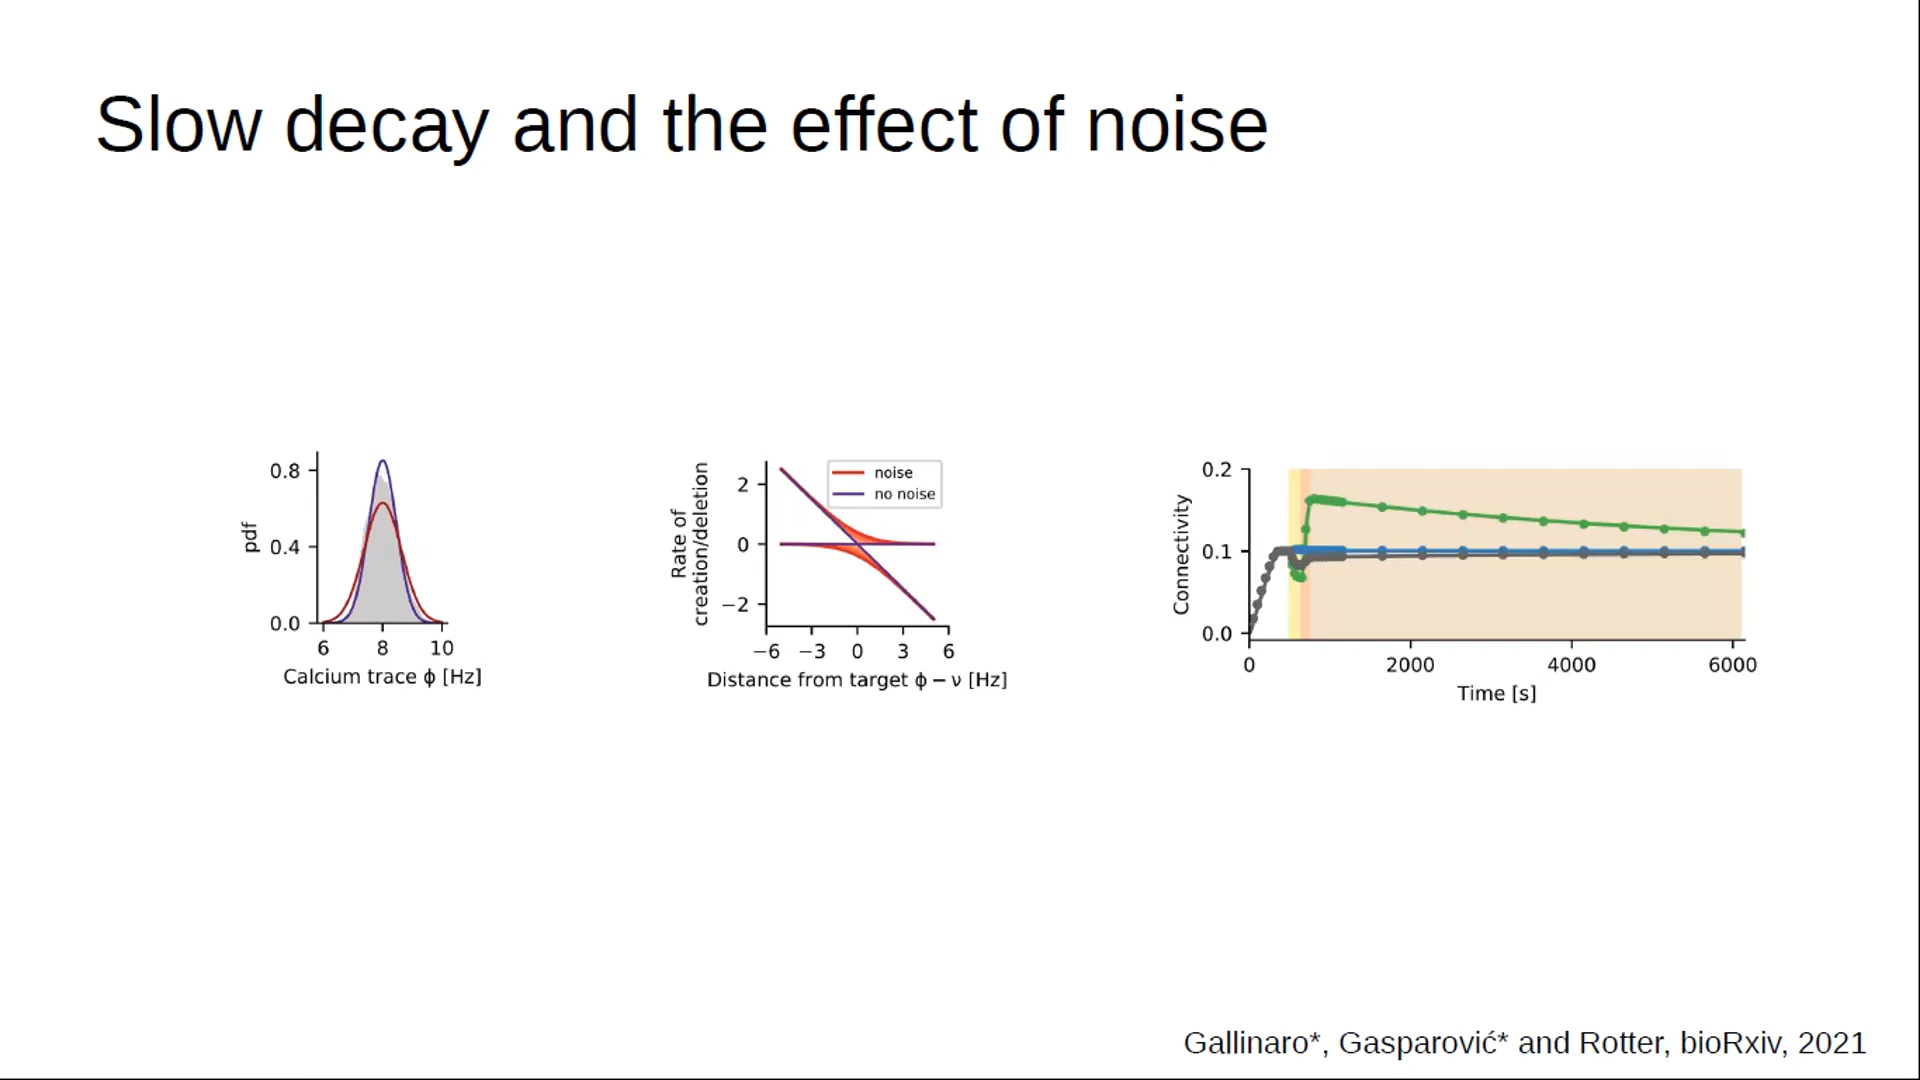 Slow decay and the effect of noise
pdf
0.8
0.4
0.0
6 8 10
Calcium trace ϕ [Hz]
Rate of
creation/deletion
2
0
−2
noise
no noise
−6 −3 0 3 6
Distance from target ϕ − ν [Hz]
Connectivity
0.2
0.1
0.0
0 2000 4000 6000
Time [s]
Gallinaro*, Gasparović* and Rotter, bioRxiv, 2021